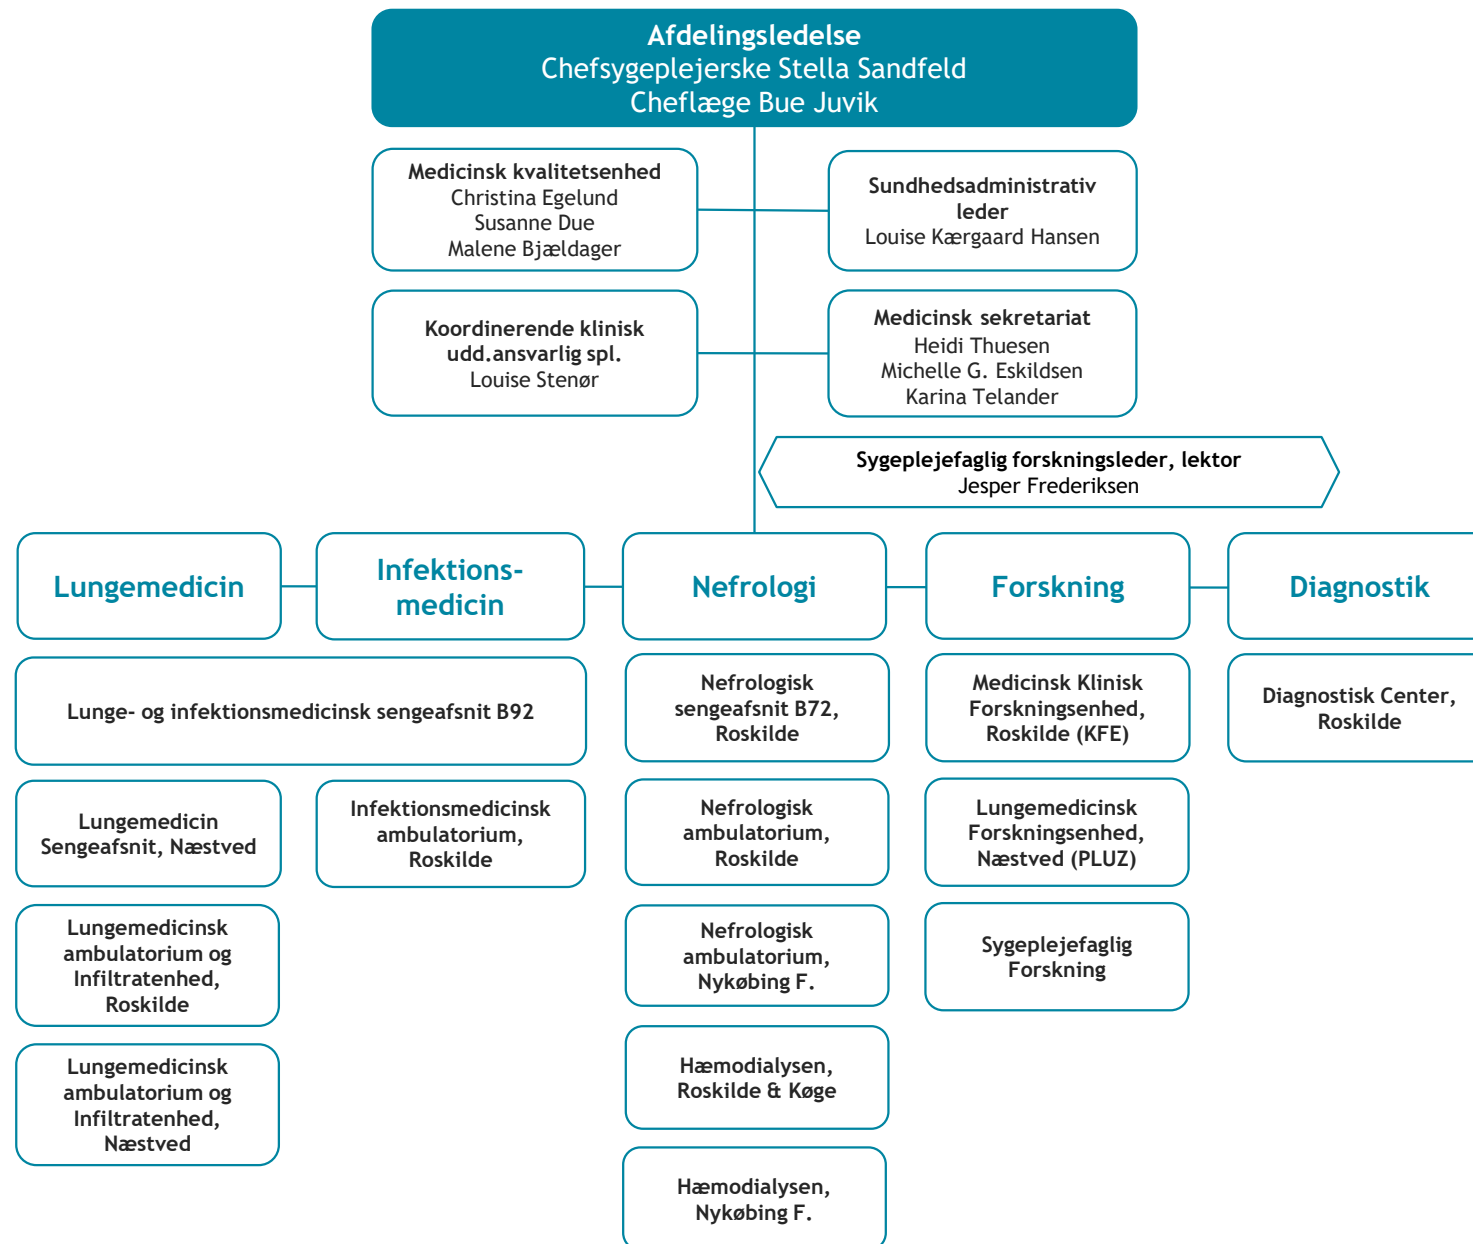 Afdelingsledelse
Chefsygeplejerske Stella Sandfeld
Cheflæge Bue Juvik
Medicinsk kvalitetsenhed
Christina Egelund
Susanne Due
Malene Bjældager
Sundhedsadministrativ
leder
Louise Kærgaard Hansen
Koordinerende klinisk
udd.ansvarlig spl.
Louise Stenør
Medicinsk sekretariat
Heidi Thuesen
Michelle G. Eskildsen
Karina Telander
Sygeplejefaglig forskningsleder, lektor
Jesper Frederiksen
Lungemedicin
Infektions-
medicin
Nefrologi
Forskning
Diagnostik
Lunge- og infektionsmedicinsk sengeafsnit B92
Nefrologisk
sengeafsnit B72,
Roskilde
Medicinsk Klinisk
Forskningsenhed,
Roskilde (KFE)
Diagnostisk Center,
Roskilde
Lungemedicin
Sengeafsnit, Næstved
Infektionsmedicinsk
ambulatorium,
Roskilde
Nefrologisk
ambulatorium,
Roskilde
Lungemedicinsk
Forskningsenhed,
Næstved (PLUZ)
Lungemedicinsk
ambulatorium og
Infiltratenhed,
Roskilde
Nefrologisk
ambulatorium,
Nykøbing F.
Sygeplejefaglig
Forskning
Lungemedicinsk
ambulatorium og
Infiltratenhed,
Næstved
Hæmodialysen,
Roskilde & Køge
Hæmodialysen,
Nykøbing F.